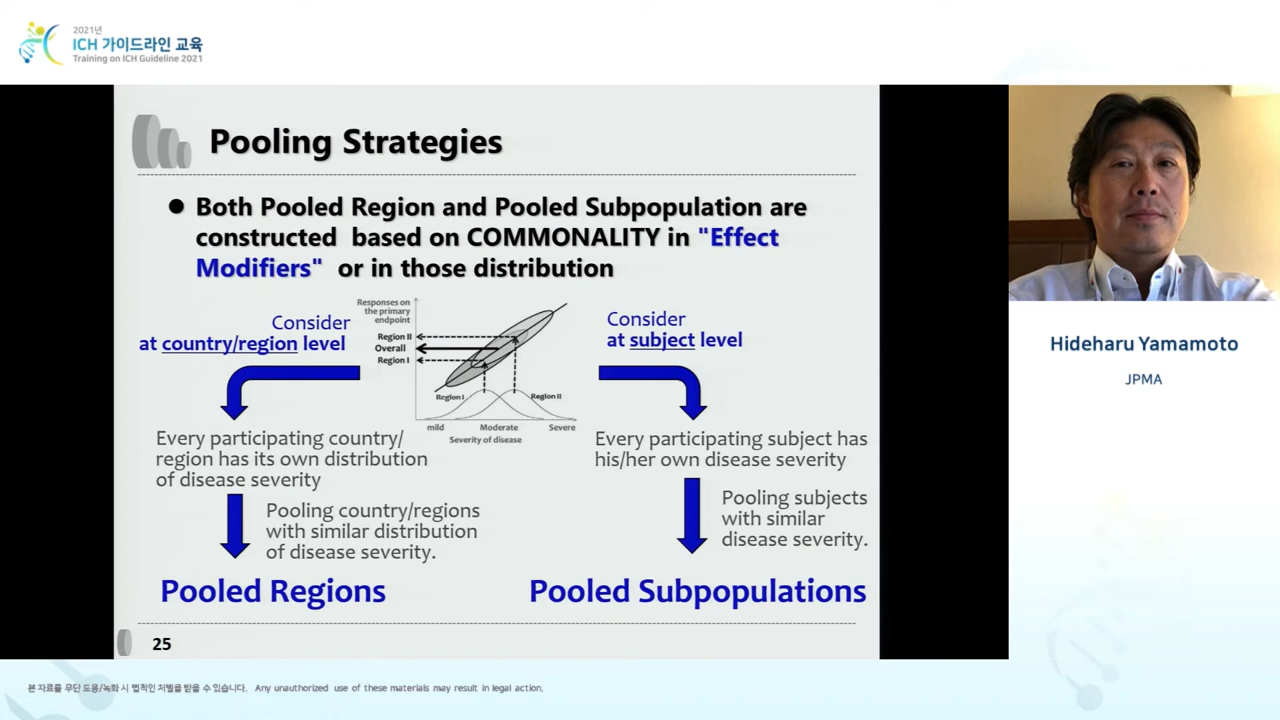 2021년
ICH 가이드라인 교육
Training on ICH Guideline 2021
Pooling Strategies
● Both Pooled Region and Pooled Subpopulation are
constructed based on COMMONALITY in "Effect
Modifiers" or in those distribution
Consider
at country/region level
Responses on
the primary
endpoint
Region II
Overall
Region I
Region I
Region II
mild Moderate Severe
Severity of disease
Consider
at subject level
Every participating country/
region has its own distribution
of disease severity
Pooling country/regions
with similar distribution
of disease severity.
Pooled Regions
Every participating subject has
his/her own disease severity
Pooling subjects
with similar
disease severity.
Pooled Subpopulations
25
Hideharu Yamamoto
JPMA
본 자료를 무단 도용/녹화 시 법적인 처벌을 받을 수 있습니다. Any unauthorized use of these materials may result in legal action.